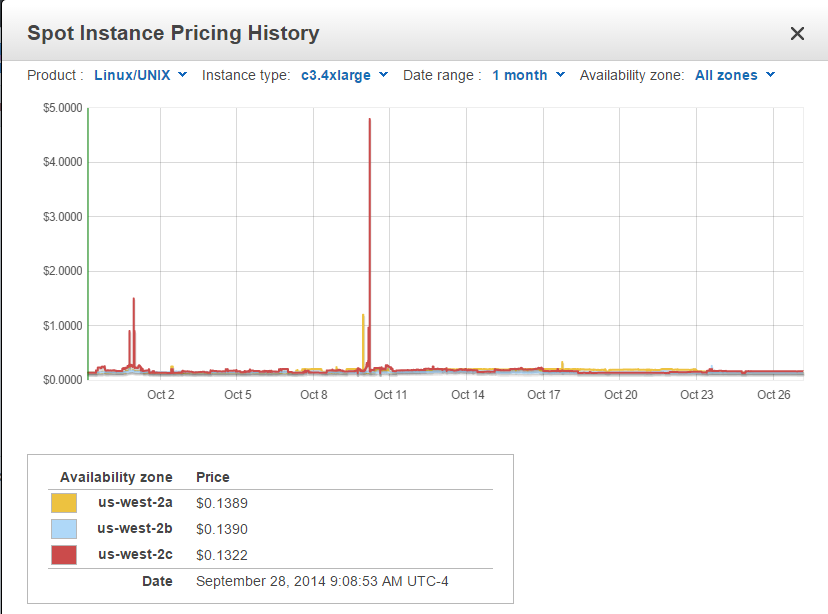 Spot Instance Pricing History
Product : Linux/UNIX Instance type: c3.4xlarge Date range : 1 month Availability zone: All zones
$5.0000
$4.0000
$3.0000
$2.0000
$1.0000
$0.0000
Oct 2 Oct 5 Oct 8 Oct 11 Oct 14 Oct 17 Oct 20 Oct 23 Oct 26
Availability zone Price
us-west-2a $0.1389
us-west-2b $0.1390
us-west-2c $0.1322
Date September 28, 2014 9:08:53 AM UTC-4